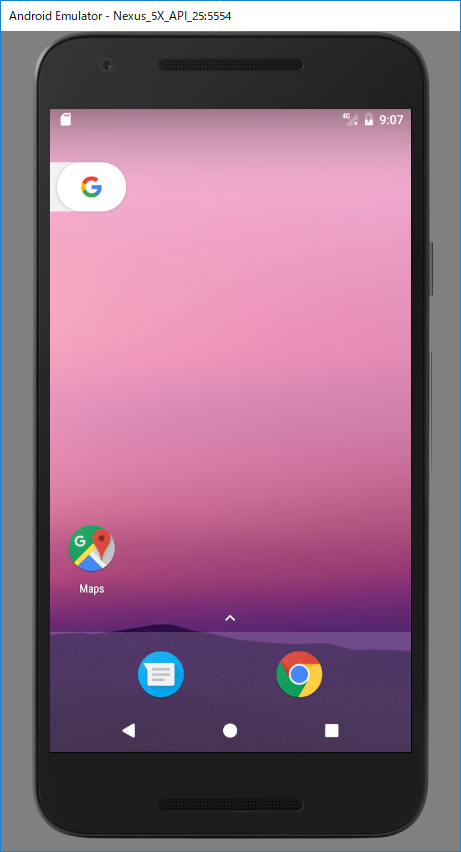 Android Emulator - Nexus_5X_API_25:5554
4G
9:07
G
G
Maps